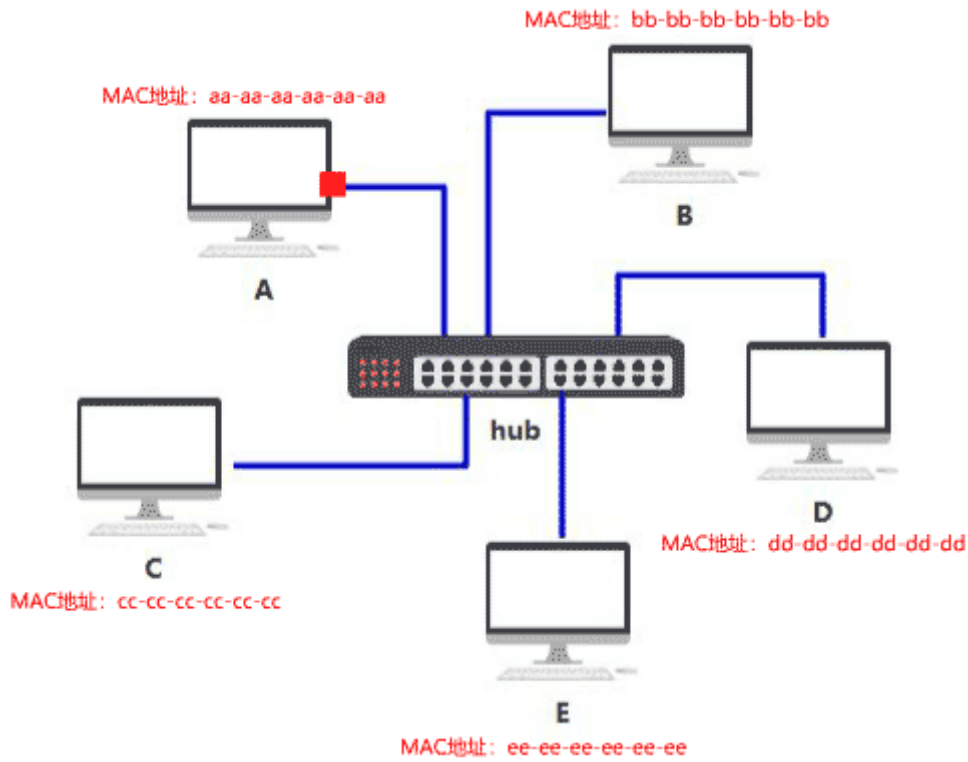 MAC地址：bb-bb-bb-bb-bb-bb
MAC地址：aa-aa-aa-aa-aa-aa
B
A
hub
D
MAC地址：dd-dd-dd-dd-dd-dd
C
MAC地址：cc-cc-cc-cc-cc-cc
E
MAC地址：ee-ee-ee-ee-ee-ee